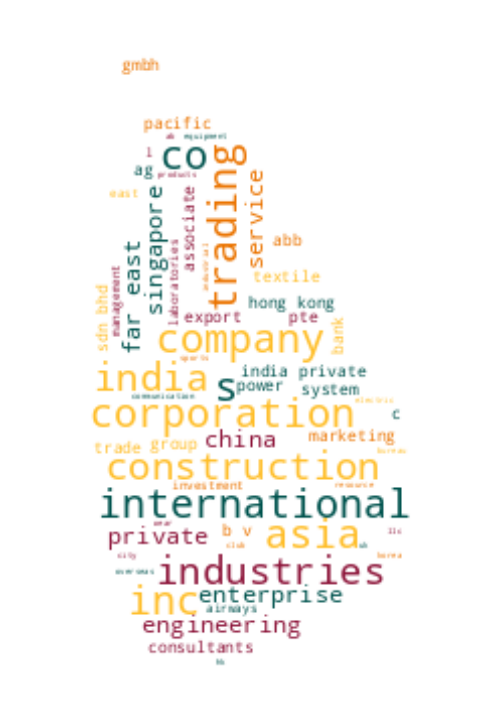 gmbh
pacific
ab equipment
l co
ag products
trading
east
singapore
associate
service
abb
far east
laboratories
industrial
textile
management
sdn bhd
hong kong
export pte
company
bank
sports
india
s
india private
power system
communication
electric
corporation
c
china
marketing
trade group
bureau
construction
investment
resource
international
wear
private
b v
asia
llc
club
uk
city
korea
overseas
industries
inc
enterprise
airways
engineering
consultants
hk